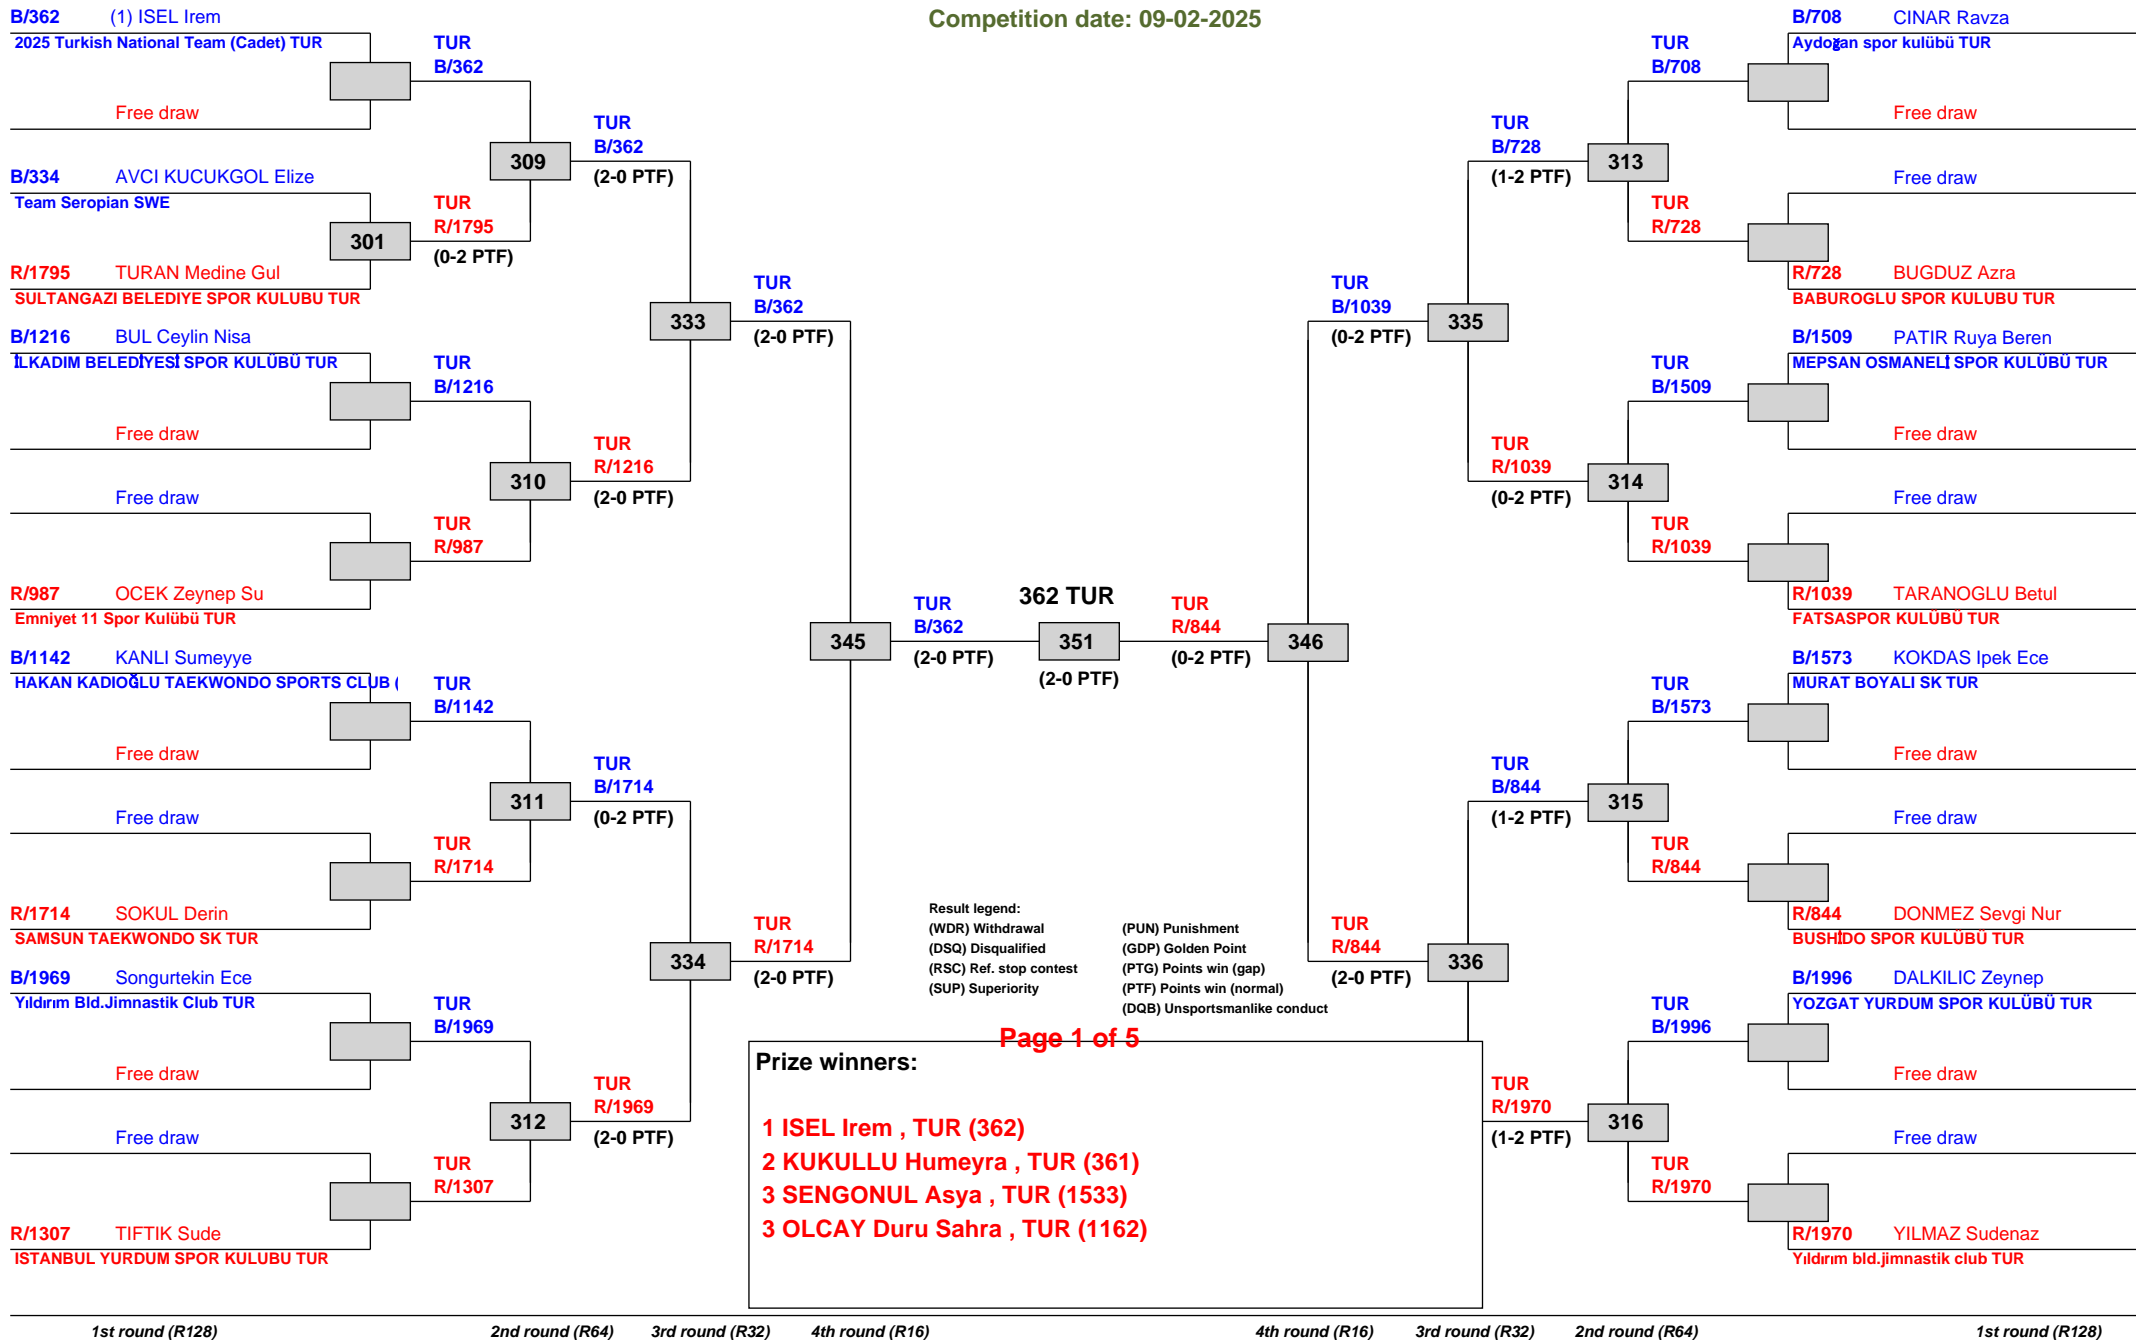 Competition date: 09-02-2025
B/362 (1) ISEL Irem
2025 Turkish National Team (Cadet) TUR
Free draw
B/334 AVCI KUCUKGOL Elize
Team Seropian SWE
301
R/1795 TURAN Medine Gul
SULTANGAZI BELEDIYE SPOR KULUBU TUR
B/1216 BUL Ceylin Nisa
İLKADIM BELEDİYESİ SPOR KULÜBÜ TUR
Free draw
Free draw
R/987 OCEK Zeynep Su
Emniyet 11 Spor Kulübü TUR
B/1142 KANLI Sumeyye
HAKAN KADIOĞLU TAEKWONDO SPORTS CLUB (
Free draw
Free draw
R/1714 SOKUL Derin
SAMSUN TAEKWONDO SK TUR
B/1969 Songurtekin Ece
Yıldırım Bld.Jimnastik Club TUR
Free draw
Free draw
R/1307 TIFTIK Sude
ISTANBUL YURDUM SPOR KULUBU TUR
TUR
B/362
309
TUR
R/1795
(0-2 PTF)
TUR
B/1216
310
TUR
R/987
TUR
B/1142
311
TUR
R/1714
TUR
B/1969
312
TUR
R/1307
TUR
B/362
(2-0 PTF)
333
TUR
R/1216
(2-0 PTF)
TUR
B/1714
(0-2 PTF)
334
TUR
R/1969
(2-0 PTF)
TUR
B/362
(2-0 PTF)
345
TUR
R/1714
(2-0 PTF)
TUR
B/362
(2-0 PTF)
362 TUR
351
(2-0 PTF)
TUR
R/844
(0-2 PTF)
346
TUR
B/1039
(0-2 PTF)
335
TUR
R/844
(2-0 PTF)
336
TUR
B/728
(1-2 PTF)
313
TUR
R/1039
(0-2 PTF)
314
TUR
B/844
(1-2 PTF)
315
TUR
R/1970
(1-2 PTF)
316
TUR
B/708
TUR
R/728
TUR
B/1509
TUR
R/1039
TUR
B/1573
TUR
R/844
TUR
B/1996
TUR
R/1970
B/708 CINAR Ravza
Aydoğan spor kulübü TUR
Free draw
Free draw
R/728 BUGDUZ Azra
BABUROGLU SPOR KULUBU TUR
B/1509 PATIR Ruya Beren
MEPSAN OSMANELİ SPOR KULÜBÜ TUR
Free draw
Free draw
R/1039 TARANOGLU Betul
FATSASPOR KULÜBÜ TUR
B/1573 KOKDAS Ipek Ece
MURAT BOYALI SK TUR
Free draw
Free draw
R/844 DONMEZ Sevgi Nur
BUSHİDO SPOR KULÜBÜ TUR
B/1996 DALKILIC Zeynep
YOZGAT YURDUM SPOR KULÜBÜ TUR
Free draw
Free draw
R/1970 YILMAZ Sudenaz
Yıldırım bld.jimnastik club TUR
Result legend:
(WDR) Withdrawal (PUN) Punishment
(DSQ) Disqualified (GDP) Golden Point
(RSC) Ref. stop contest (PTG) Points win (gap)
(SUP) Superiority (PTF) Points win (normal)
(DQB) Unsportsmanlike conduct
Page 1 of 5
Prize winners:
1 ISEL Irem , TUR (362)
2 KUKULLU Humeyra , TUR (361)
3 SENGONUL Asya , TUR (1533)
3 OLCAY Duru Sahra , TUR (1162)
1st round (R128) 2nd round (R64) 3rd round (R32) 4th round (R16) 4th round (R16) 3rd round (R32) 2nd round (R64) 1st round (R128)